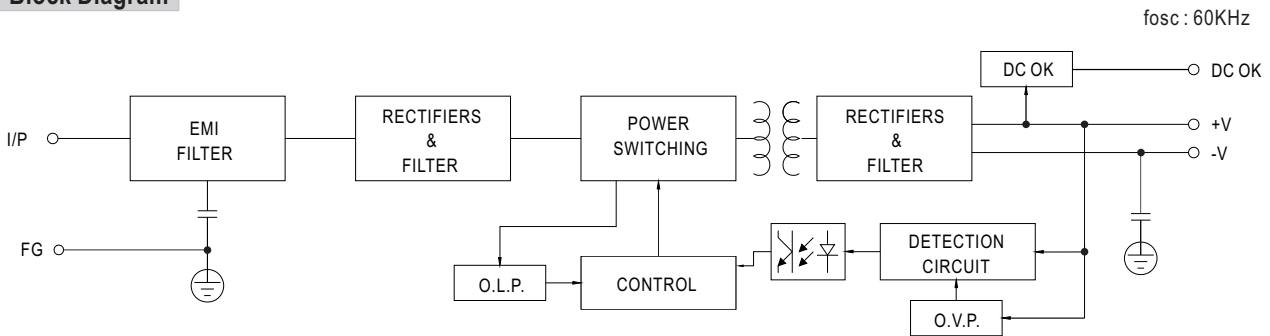 Block Diagram
fosc : 60KHz
DC OK
DC OK
I/P
EMI
FILTER
RECTIFIERS
&
FILTER
POWER
SWITCHING
RECTIFIERS
&
FILTER
+V
-V
FG
O.L.P.
CONTROL
DETECTION
CIRCUIT
O.V.P.